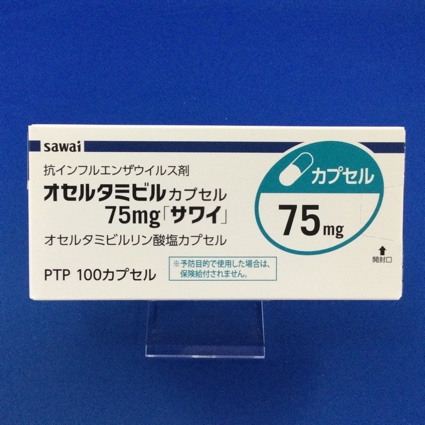 sawai
抗インフルエンザウイルス剤
オセルタミビルカプセル
75mg「サワイ」
オセルタミビルリン酸塩カプセル
PTP 100カプセル
※予防目的で使用した場合は、
保険給付されません。
カプセル
75mg
開封口